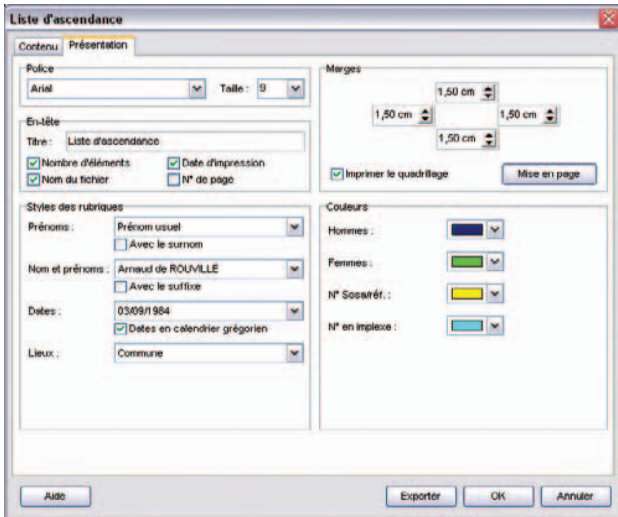 Liste d'ascendance
Contenu Présentation
Police
Arial Taille : 9
En-tête
Titre : Liste d'ascendance
Nombre d'éléments Date d'impression
Nom du fichier N° de page
Marges
1,50 cm
1,50 cm 1,50 cm
1,50 cm
Imprimer le quadrillage Mise en page
Styles des rubriques
Prénoms : Prénom usuel
Avec le surnom
Nom et prénoms : Arnaud de ROUVILLE
Avec le suffixe
Dates : 03/09/1984
Dates en calendrier grégorien
Lieux : Commune
Couleurs
Hommes :
Femmes :
N° Sosa/réf. :
N° en implexe :
Aide Exporter OK Annuler